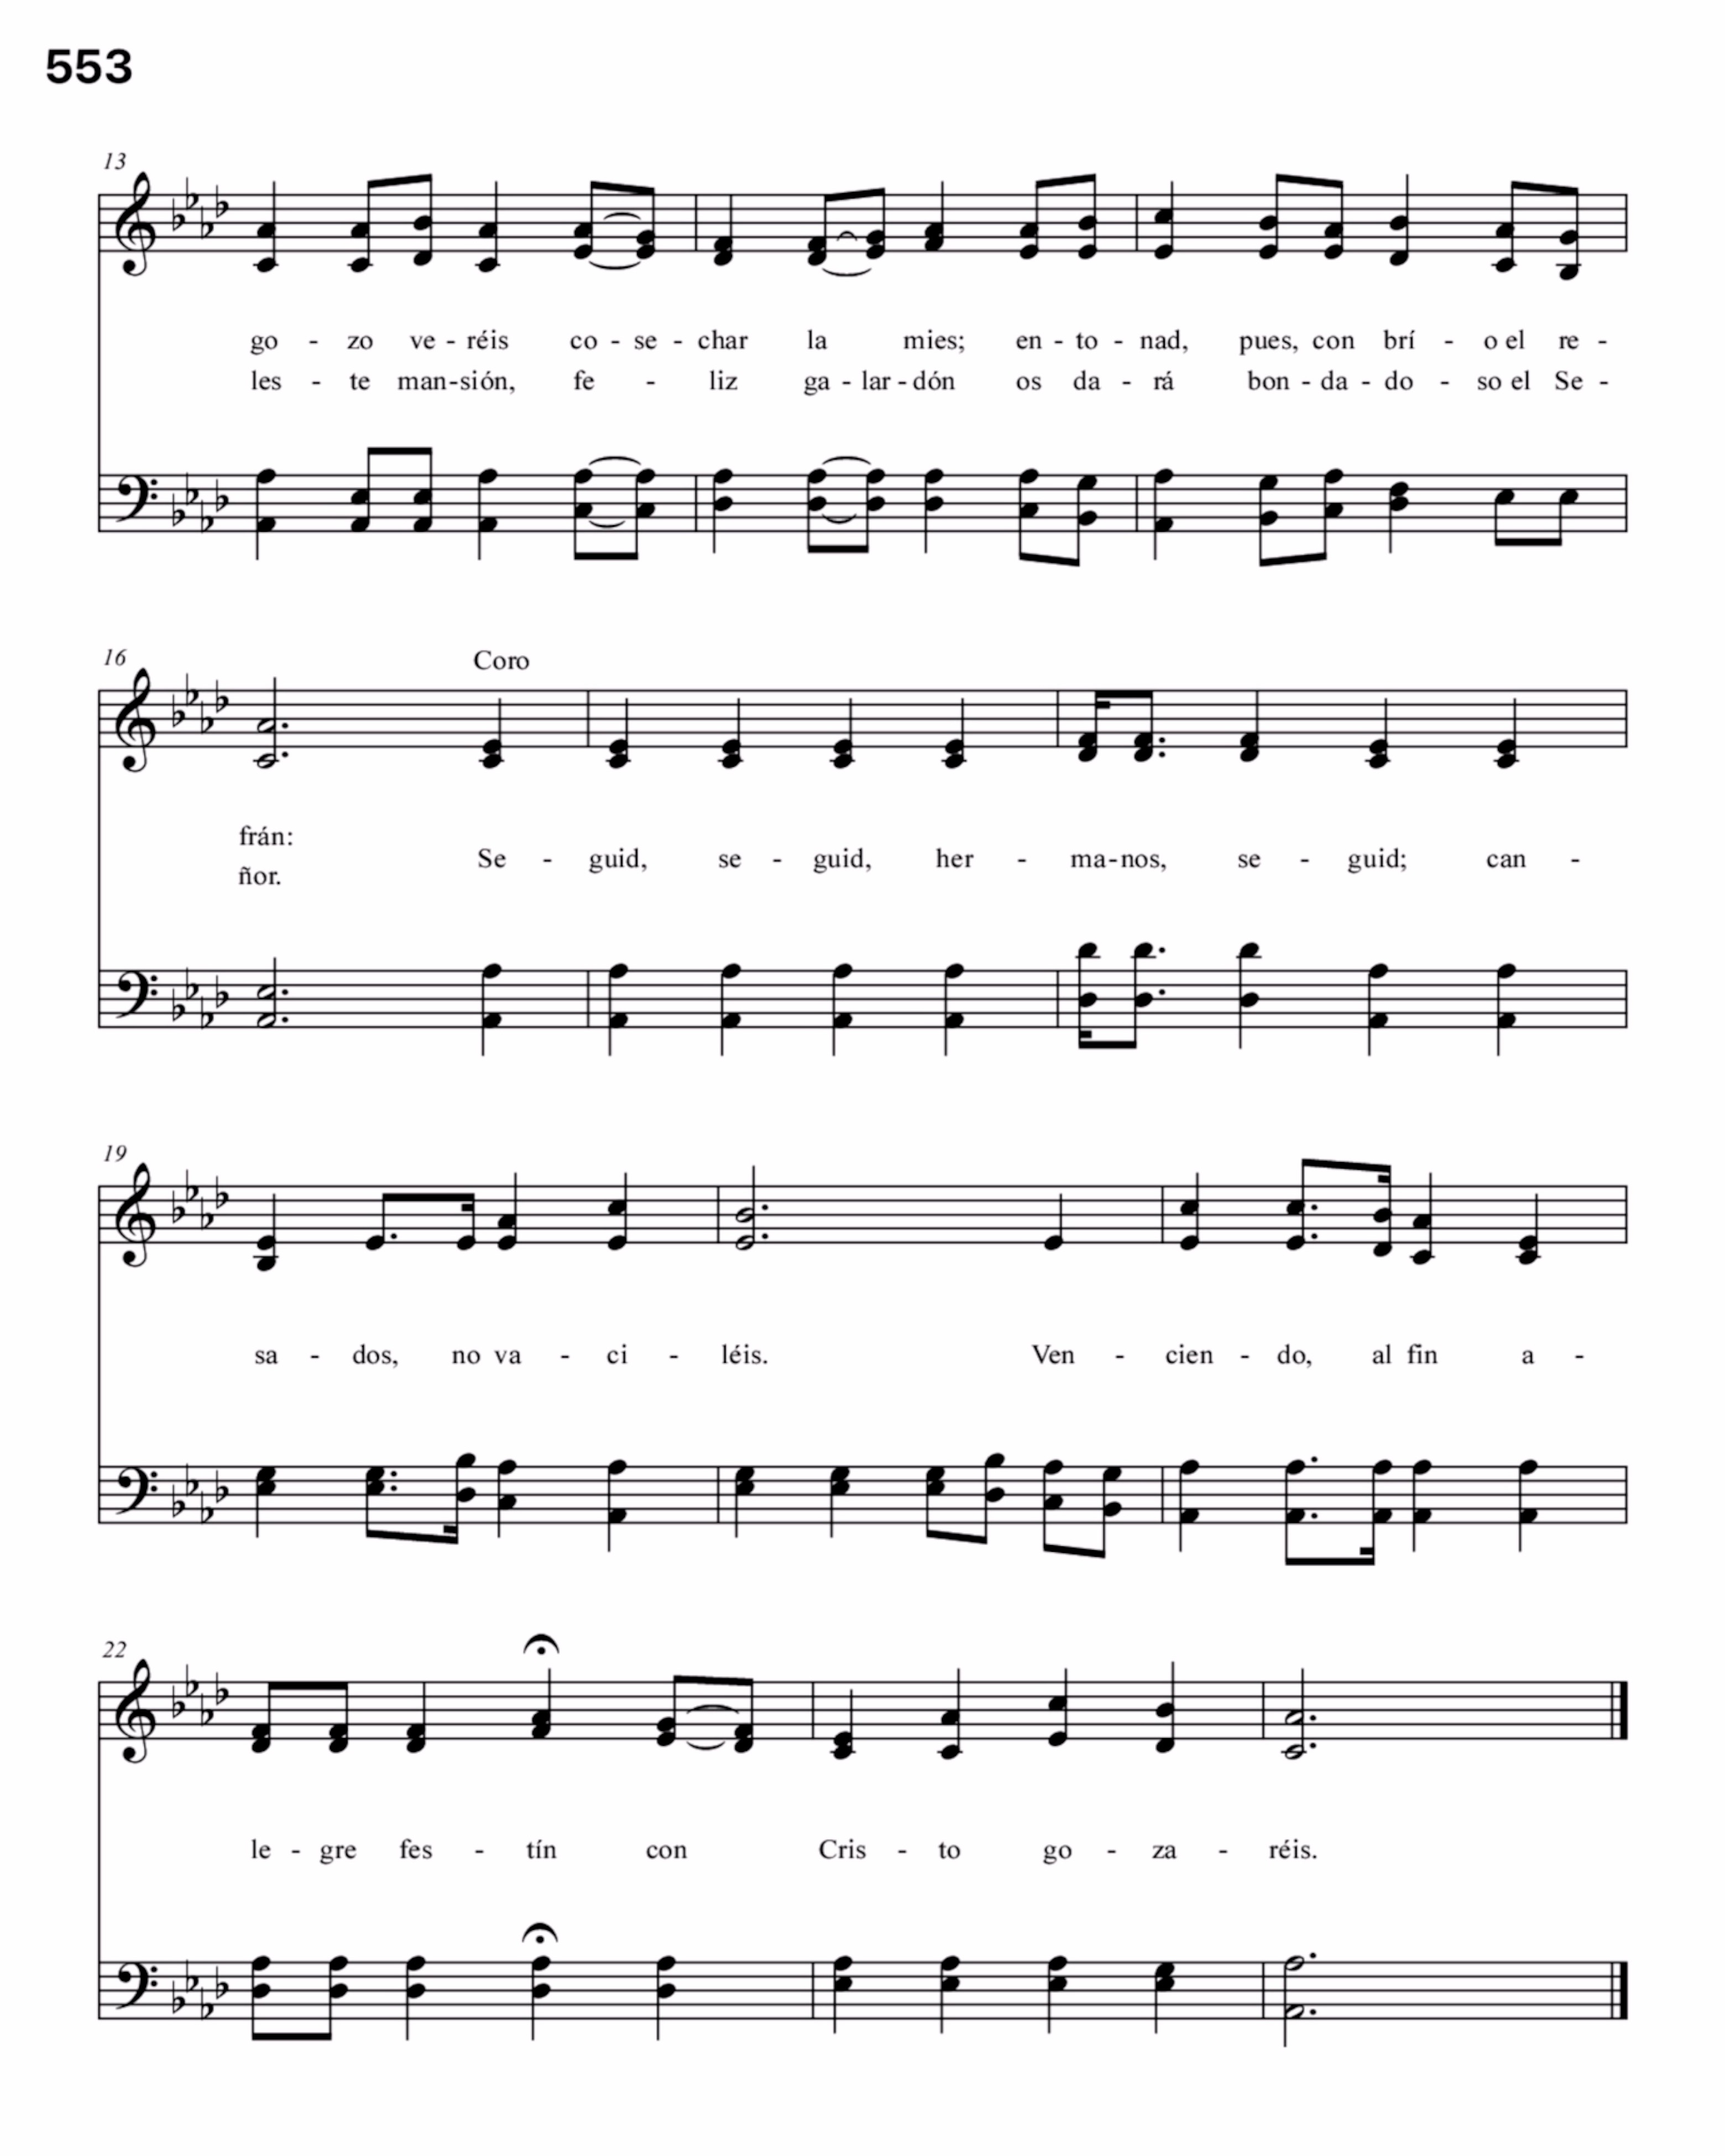 553
13
go - zo ve - réis co - se - char la mies; en - to - nad, pues, con brí - o el re -
les - te man - sión, fe - liz ga - lar - dón os da - rá bon - da - do - so el Se -
16
Coro
frán:
Se - guid, se - guid, her - ma - nos, se - guid; can -
ñor.
19
sa - dos, no va - ci - léis. Ven - cien - do, al fin a -
22
le - gre fes - tín con Cris - to go - za - réis.